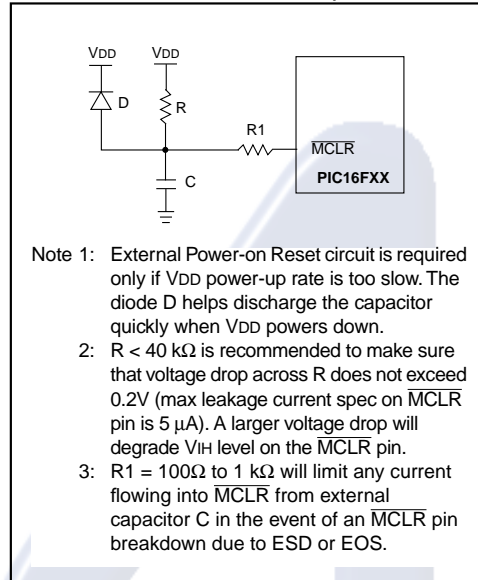 VDD VDD
D
R
R1
MCLR
C
PIC16FXX
Note 1: External Power-on Reset circuit is required
only if VDD power-up rate is too slow. The
diode D helps discharge the capacitor
quickly when VDD powers down.
2: R < 40 kΩ is recommended to make sure
that voltage drop across R does not exceed
0.2V (max leakage current spec on MCLR
pin is 5 μA). A larger voltage drop will
degrade VIH level on the MCLR pin.
3: R1 = 100Ω to 1 kΩ will limit any current
flowing into MCLR from external
capacitor C in the event of an MCLR pin
breakdown due to ESD or EOS.